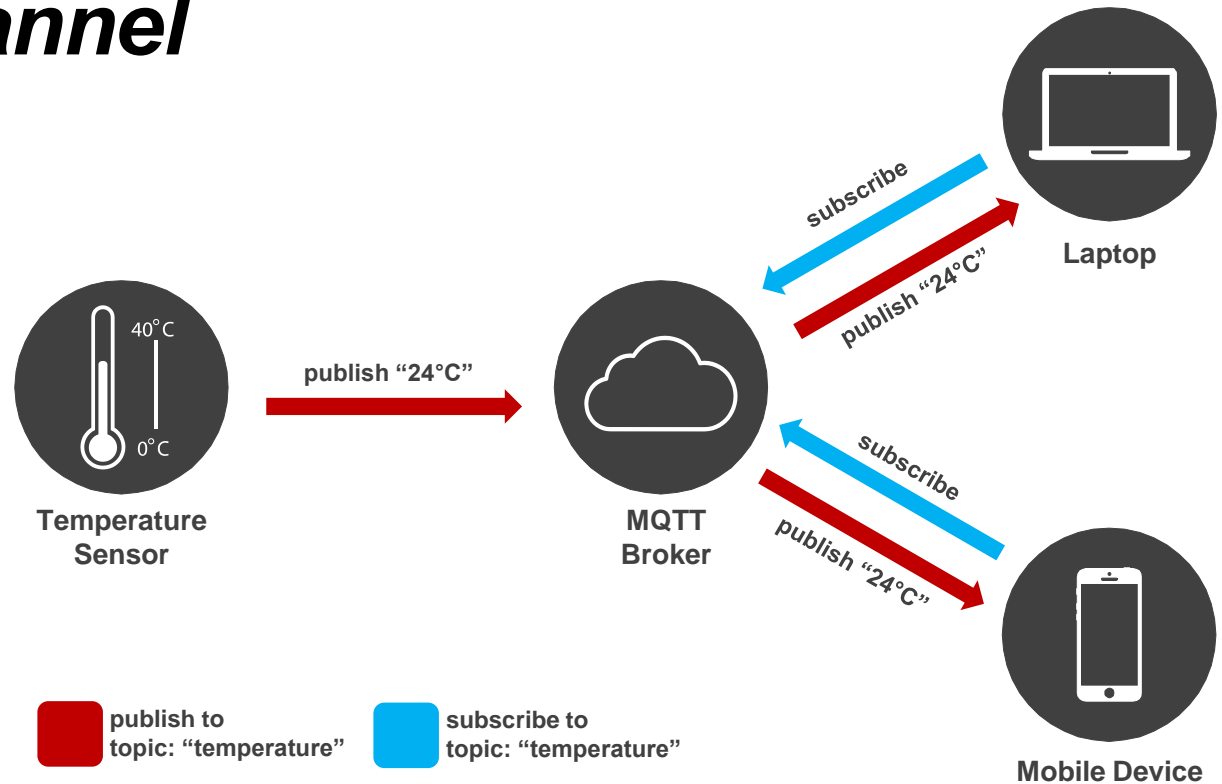 annel
40°C
0°C
Temperature
Sensor
publish “24°C”
MQTT
Broker
subscribe
publish “24°C”
Laptop
subscribe
publish “24°C”
Mobile Device
publish to
topic: “temperature”
subscribe to
topic: “temperature”